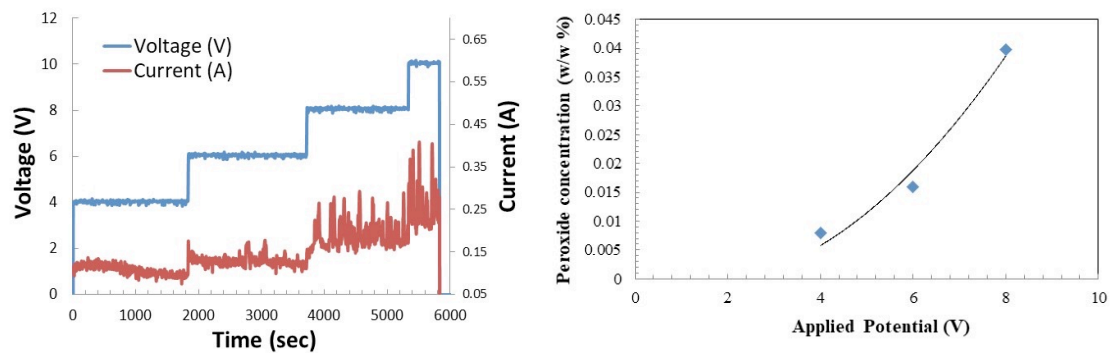 12
10
8
6
4
2
0
Voltage (V)
Voltage (V)
Current (A)
0.65
0.55
0.45
0.35
0.25
0.15
0.05
Current (A)
0 1000 2000 3000 4000 5000 6000
Time (sec)
Peroxide concentration (w/w %)
0.045
0.04
0.035
0.03
0.025
0.02
0.015
0.01
0.005
0
0 2 4 6 8 10
Applied Potential (V)